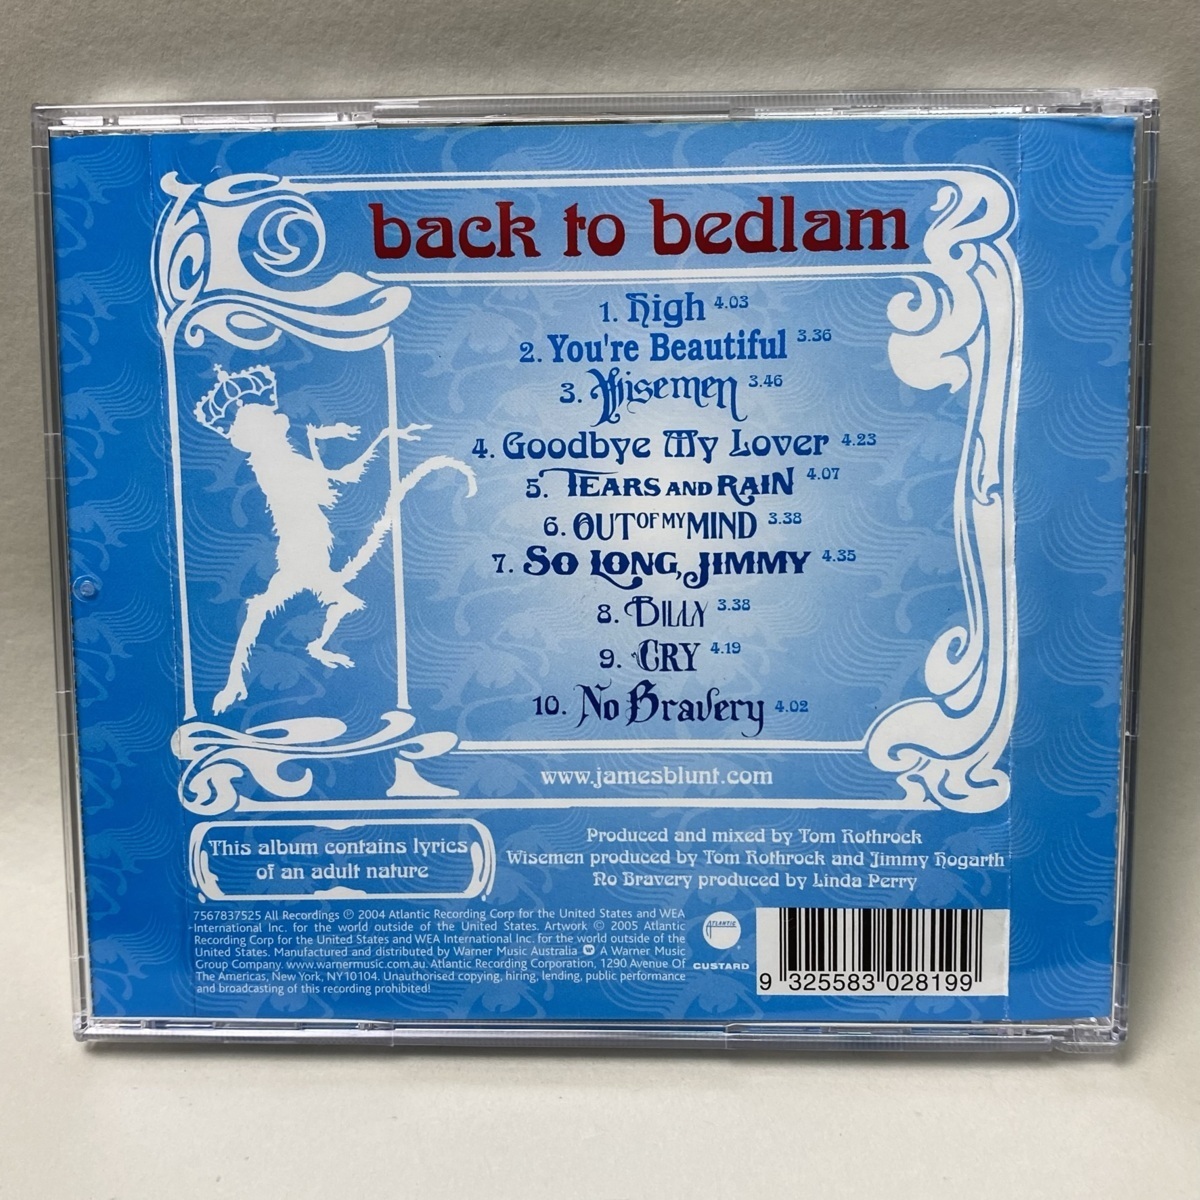 back to bedlam
1. High 4.03
2. You're Beautiful 3.36
3. Wisemen 3.46
4. Goodbye My Lover 4.23
5. TEARS AND RAIN 4.07
6. OUT OF MY MIND 3.38
7. SO LONG, JIMMY 4.35
8. BILLY 3.38
9. CRY 4.19
10. No Bravery 4.02
www.jamesblunt.com
This album contains lyrics
of an adult nature
Produced and mixed by Tom Rothrock
Wisemen produced by Tom Rothrock and Jimmy Hogarth
No Bravery produced by Linda Perry
7567837525 All Recordings ℗ 2004 Atlantic Recording Corp for the United States and WEA
International Inc. for the world outside of the United States. Artwork © 2005 Atlantic
Recording Corp for the United States and WEA International Inc. for the world outside of the
United States. Manufactured and distributed by Warner Music Australia A Warner Music
Group Company. www.warnermusic.com.au. Atlantic Recording Corporation, 1290 Avenue Of
The Americas, New York, NY 10104. Unauthorised copying, hiring, lending, public performance
and broadcasting of this recording prohibited!
ATLANTIC
CUSTARD
9 325583 028199